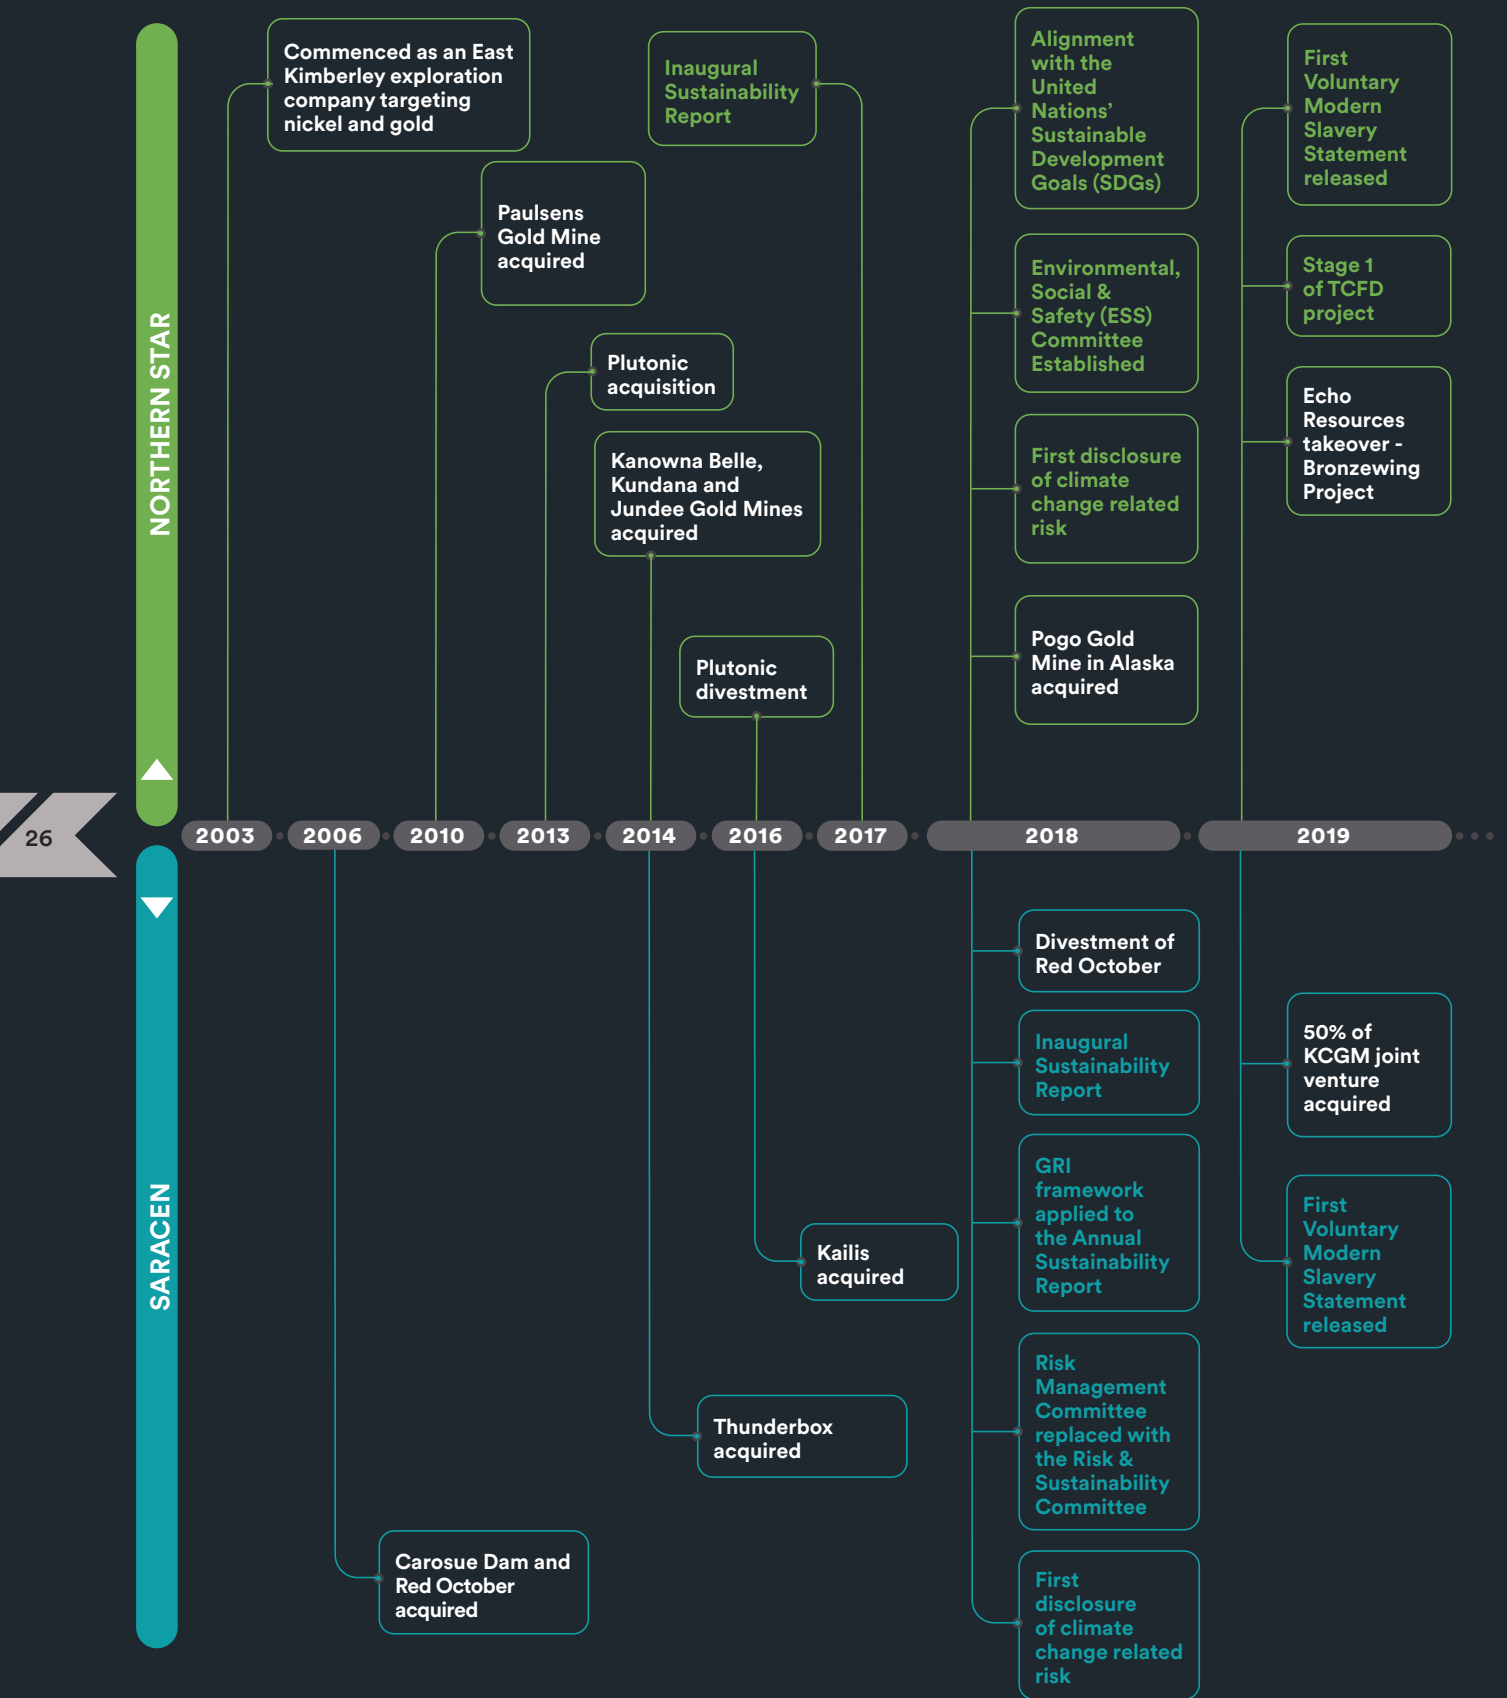 NORTHERN STAR
Commenced as an East
Kimberley exploration
company targeting
nickel and gold
Paulsens
Gold Mine
acquired
Plutonic
acquisition
Kanowna Belle,
Kundana and
Jundee Gold Mines
acquired
Plutonic
divestment
Inaugural
Sustainability
Report
Alignment
with the
United
Nations’
Sustainable
Development
Goals (SDGs)
Environmental,
Social &
Safety (ESS)
Committee
Established
First disclosure
of climate
change related
risk
Pogo Gold
Mine in Alaska
acquired
First
Voluntary
Modern
Slavery
Statement
released
Stage 1
of TCFD
project
Echo
Resources
takeover -
Bronzewing
Project
26
2003
2006
2010
2013
2014
2016
2017
2018
2019
SARACEN
Carosue Dam and
Red October
acquired
Thunderbox
acquired
Kailis
acquired
Divestment of
Red October
Inaugural
Sustainability
Report
GRI
framework
applied to
the Annual
Sustainability
Report
Risk
Management
Committee
replaced with
the Risk &
Sustainability
Committee
First
disclosure
of climate
change related
risk
50% of
KCGM joint
venture
acquired
First
Voluntary
Modern
Slavery
Statement
released